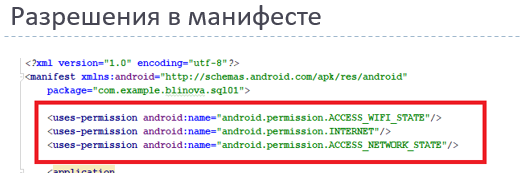 Разрешения в манифесте
<?xml version="1.0" encoding="utf-8"?>
<manifest xmlns:android="http://schemas.android.com/apk/res/android"
package="com.example.blinova.sql01">
<uses-permission android:name="android.permission.ACCESS_WIFI_STATE"/>
<uses-permission android:name="android.permission.INTERNET"/>
<uses-permission android:name="android.permission.ACCESS_NETWORK_STATE"/>
<application